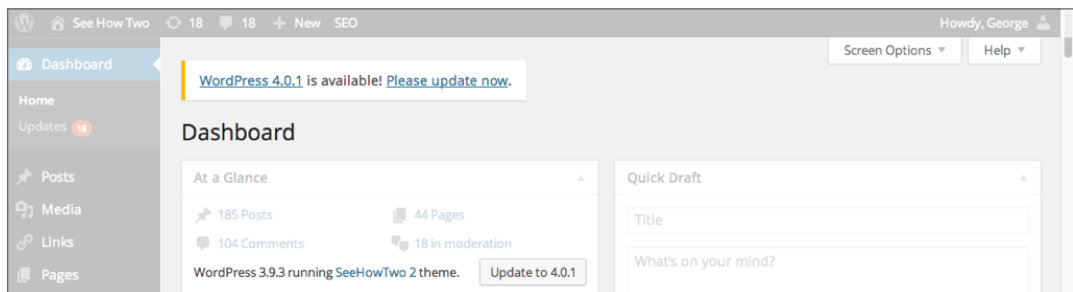 See How Two 18 18 + New SEO Howdy, George
Dashboard
Screen Options Help
WordPress 4.0.1 is available! Please update now.
Home
Updates 18
Dashboard
Posts
At a Glance
Quick Draft
185 Posts 44 Pages
Title
Media
104 Comments 18 in moderation
Links
What's on your mind?
WordPress 3.9.3 running SeeHowTwo 2 theme. Update to 4.0.1
Pages